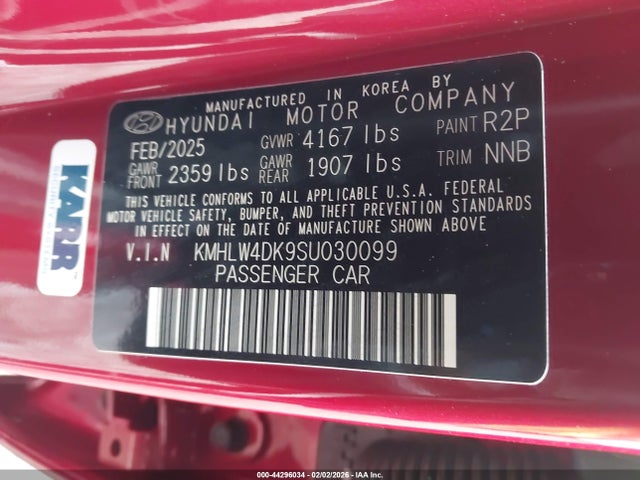 MANUFACTURED IN KOREA BY
HYUNDAI MOTOR COMPANY
FEB/2025 GVWR 4167 lbs PAINT R2P
GAWR FRONT 2359 lbs GAWR REAR 1907 lbs TRIM NNB
THIS VEHICLE CONFORMS TO ALL APPLICABLE U.S.A. FEDERAL
MOTOR VEHICLE SAFETY, BUMPER, AND THEFT PREVENTION STANDARDS
IN EFFECT ON THE DATE OF MANUFACTURE SHOWN ABOVE
V.I.N KMHLW4DK9SU030099
PASSENGER CAR
KARR
SECURITY SYSTEMS
000-44296034 - 02/02/2026 - IAA Inc.